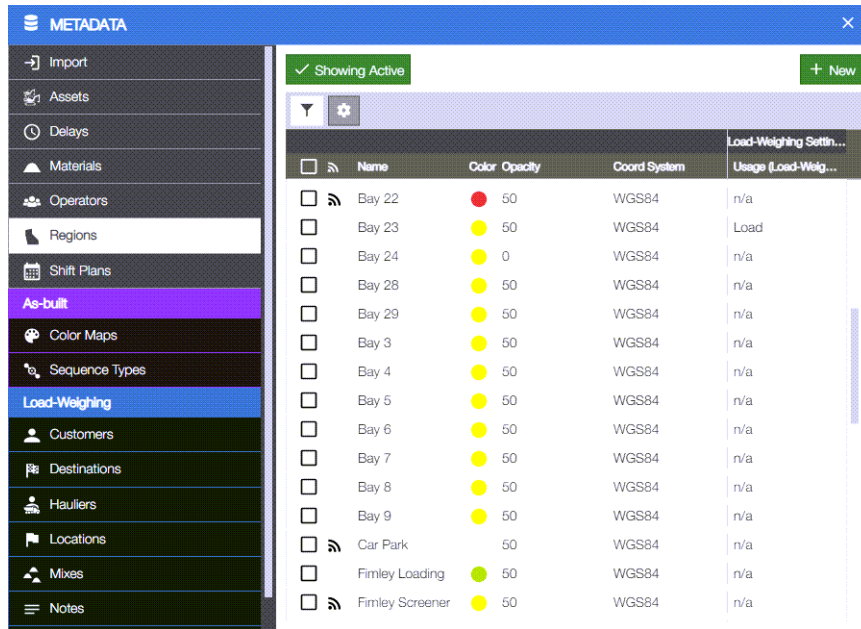 METADATA
Import
Assets
Delays
Materials
Operators
Regions
Shift Plans
As-built
Color Maps
Sequence Types
Load-Weighing
Customers
Destinations
Hauliers
Locations
Mixes
Notes
Showing Active
New
Load-Weighing Settin...
Name Color Opacity Coord System Usage (Load-Weig...
Bay 22 50 WGS84 n/a
Bay 23 50 WGS84 Load
Bay 24 0 WGS84 n/a
Bay 28 50 WGS84 n/a
Bay 29 50 WGS84 n/a
Bay 3 50 WGS84 n/a
Bay 4 50 WGS84 n/a
Bay 5 50 WGS84 n/a
Bay 6 50 WGS84 n/a
Bay 7 50 WGS84 n/a
Bay 8 50 WGS84 n/a
Bay 9 50 WGS84 n/a
Car Park 50 WGS84 n/a
Fimley Loading 50 WGS84 n/a
Fimley Screener 50 WGS84 n/a